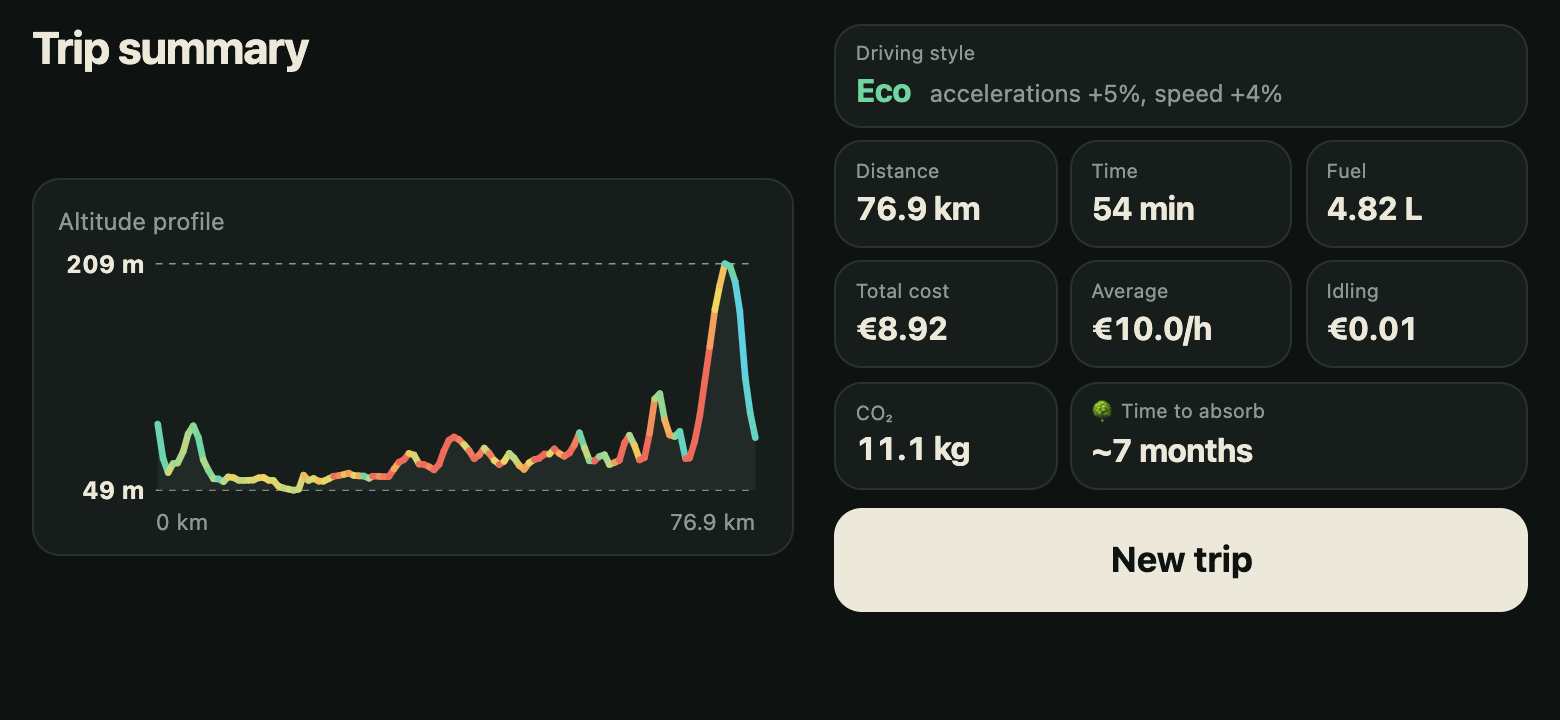 Trip summary
Altitude profile
209 m
49 m
0 km
76.9 km
Driving style
Eco accelerations +5%, speed +4%
Distance
76.9 km
Time
54 min
Fuel
4.82 L
Total cost
€8.92
Average
€10.0/h
Idling
€0.01
CO₂
11.1 kg
Time to absorb
~7 months
New trip